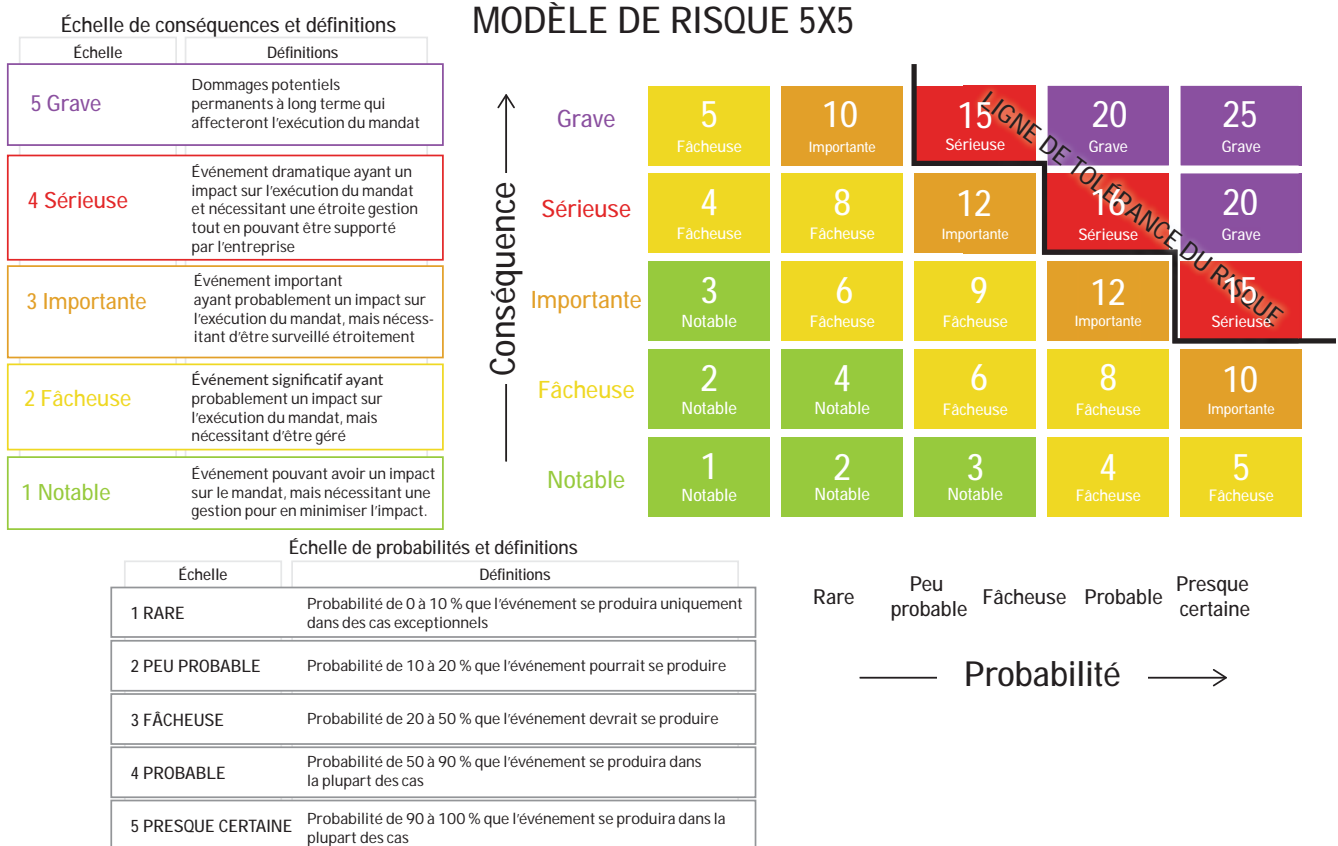 MODÈLE DE RISQUE 5X5
Échelle de conséquences et définitions
Échelle
Définitions
5 Grave
Dommages potentiels
permanents à long terme qui
affecteront l'exécution du mandat
4 Sérieuse
Événement dramatique ayant un
impact sur l'exécution du mandat
et nécessitant une étroite gestion
tout en pouvant être supporté
par l'entreprise
3 Importante
Événement important
ayant probablement un impact sur
l'exécution du mandat, mais nécess-
itant d'être surveillé étroitement
2 Fâcheuse
Événement significatif ayant
probablement un impact sur
l'exécution du mandat, mais
nécessitant d'être géré
1 Notable
Événement pouvant avoir un impact
sur le mandat, mais nécessitant une
gestion pour en minimiser l'impact.
Conséquence
Grave
5
Fâcheuse
10
Importante
15
Sérieuse
20
Grave
25
Grave
Sérieuse
4
Fâcheuse
8
Fâcheuse
12
Importante
16
Sérieuse
20
Grave
Importante
3
Notable
6
Fâcheuse
9
Fâcheuse
12
Importante
15
Sérieuse
Fâcheuse
2
Notable
4
Notable
6
Fâcheuse
8
Fâcheuse
10
Importante
Notable
1
Notable
2
Notable
3
Notable
4
Fâcheuse
5
Fâcheuse
LIGNE DE TOLÉRANCE DU RISQUE
Rare
Peu
probable
Fâcheuse
Probable
Presque
certaine
Probabilité
Échelle de probabilités et définitions
Échelle
Définitions
1 RARE
Probabilité de 0 à 10 % que l'événement se produira uniquement
dans des cas exceptionnels
2 PEU PROBABLE
Probabilité de 10 à 20 % que l'événement pourrait se produire
3 FÂCHEUSE
Probabilité de 20 à 50 % que l'événement devrait se produire
4 PROBABLE
Probabilité de 50 à 90 % que l'événement se produira dans
la plupart des cas
5 PRESQUE CERTAINE
Probabilité de 90 à 100 % que l'événement se produira dans la
plupart des cas